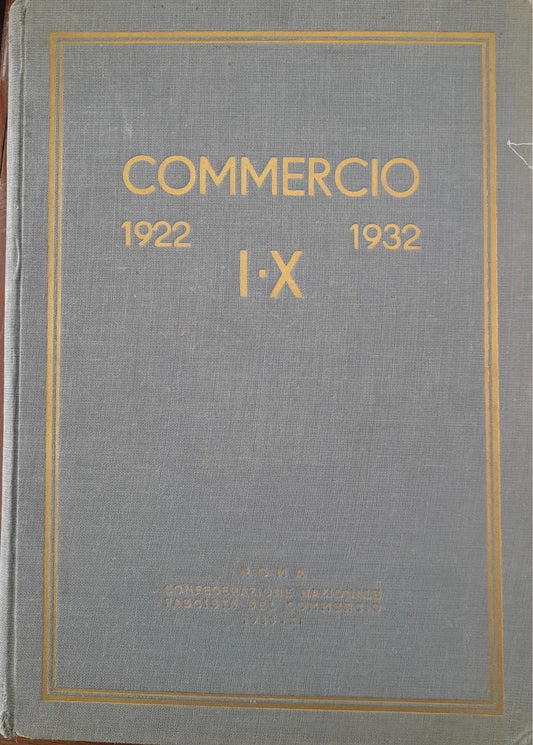 COMMERCIO
1922 1932
I·X
ROMA
CONFEDERAZIONE NAZIONALE
FASCISTA DEL COMMERCIO